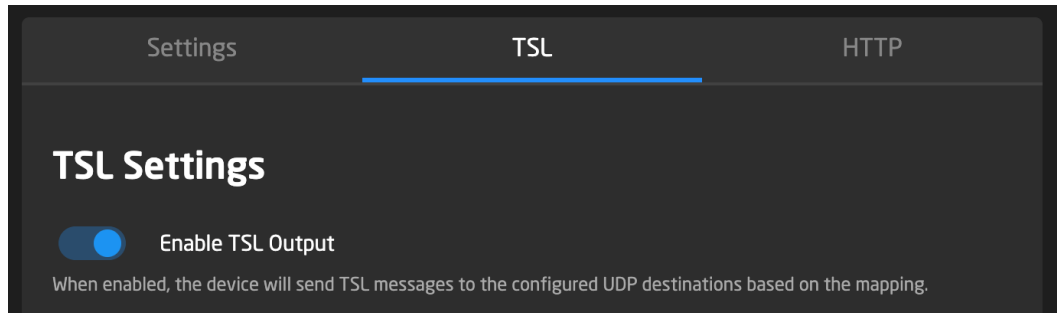 Settings TSL HTTP
TSL Settings
Enable TSL Output
When enabled, the device will send TSL messages to the configured UDP destinations based on the mapping.